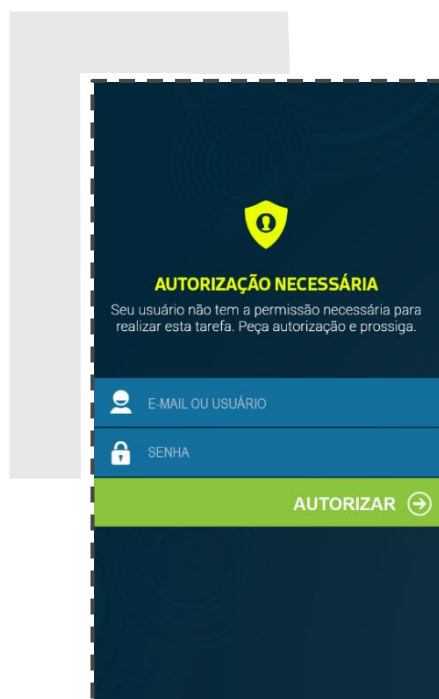 AUTORIZAÇÃO NECESSÁRIA
Seu usuário não tem a permissão necessária para
realizar esta tarefa. Peça autorização e prossiga.
E-MAIL OU USUÁRIO
SENHA
AUTORIZAR